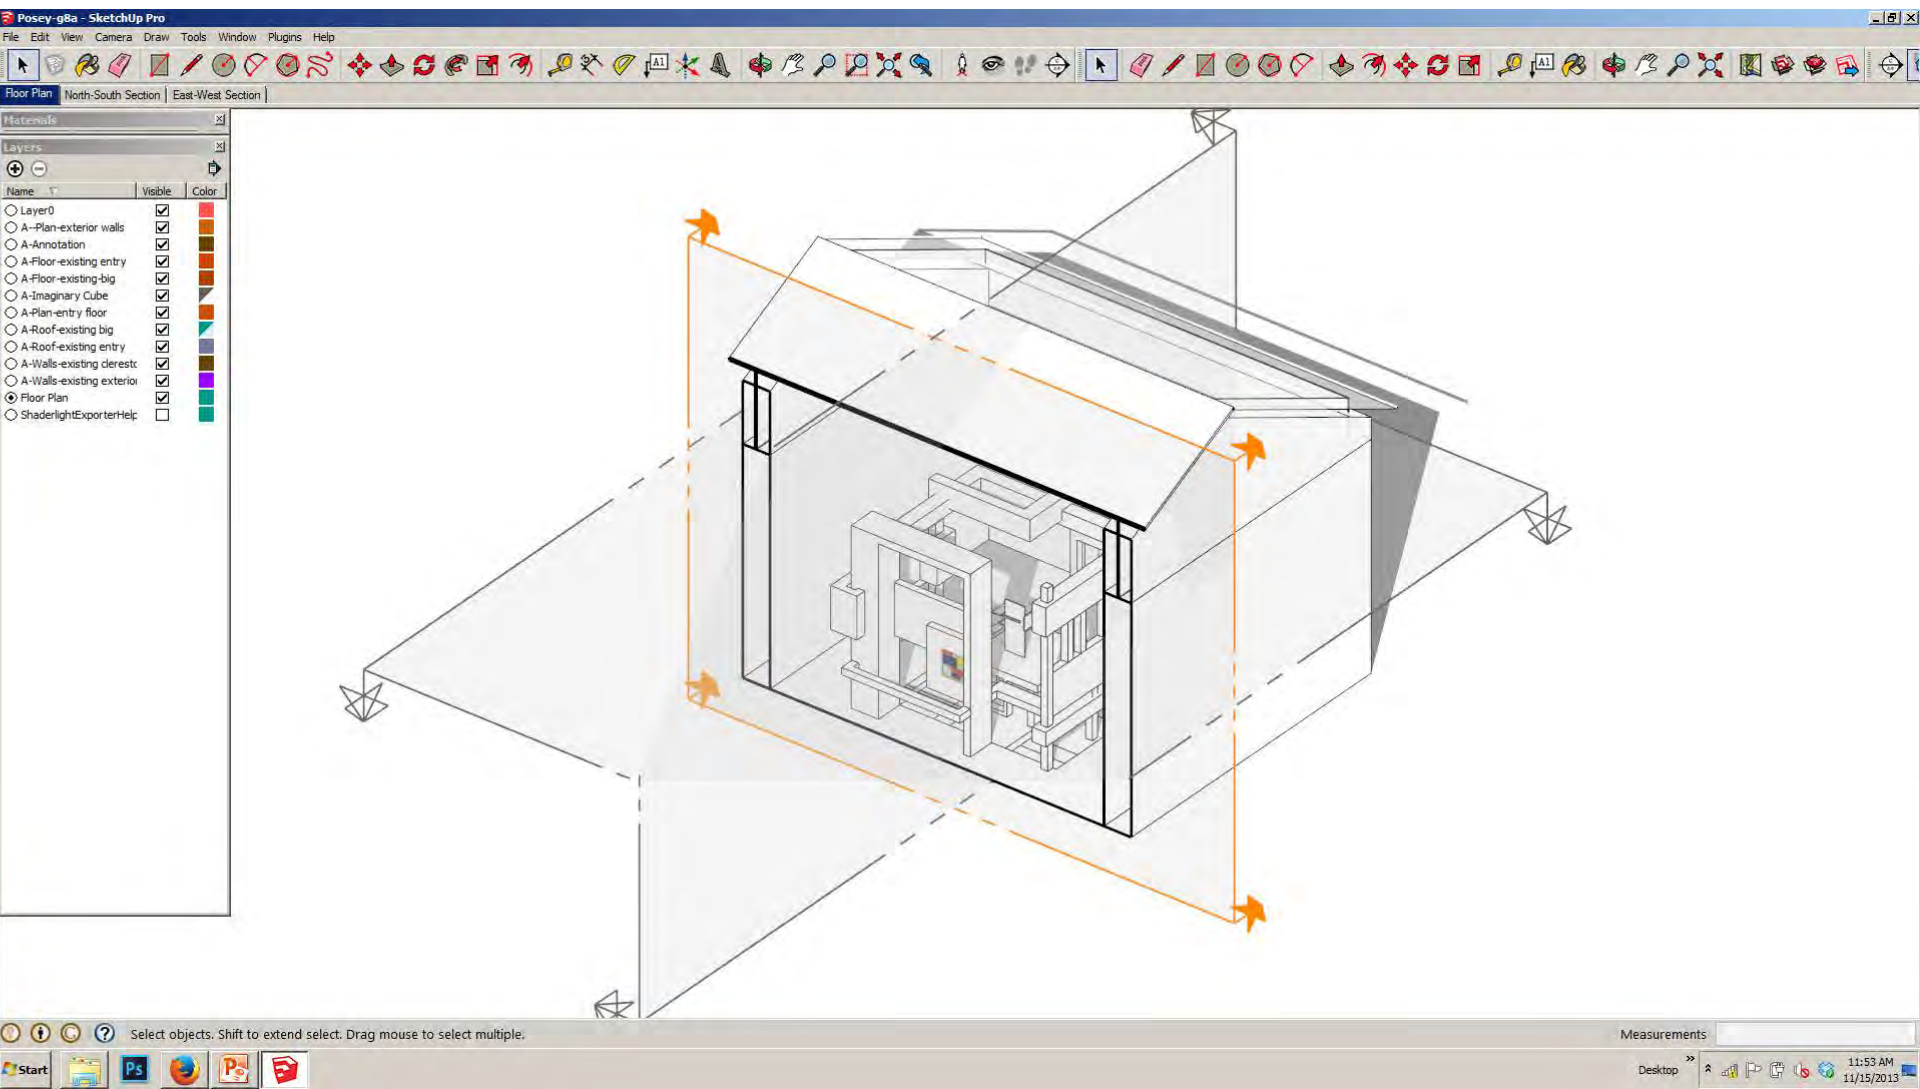 Posey-g8a - SketchUp Pro
File Edit View Camera Draw Tools Window Plugins Help
Floor Plan North-South Section East-West Section
Materials
Layers
Name Visible Color
Layer0
A--Plan-exterior walls
A-Annotation
A-Floor-existing entry
A-Floor-existing-big
A-Imaginary Cube
A-Plan-entry floor
A-Roof-existing big
A-Roof-existing entry
A-Walls-existing cleresto
A-Walls-existing exterior
Floor Plan
ShaderlightExporterHelp
Select objects. Shift to extend select. Drag mouse to select multiple.
Measurements
Start Ps Desktop 11:53 AM
11/15/2013